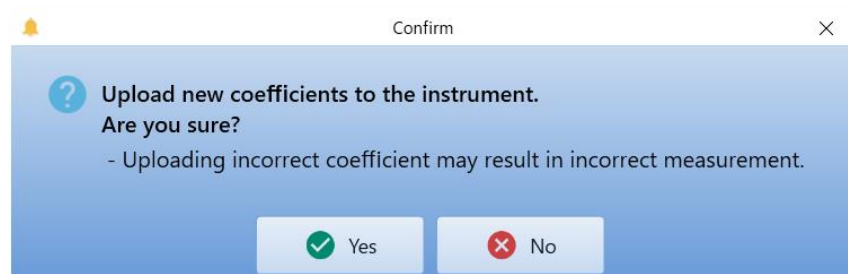 Confirm
Upload new coefficients to the instrument.
Are you sure?
- Uploading incorrect coefficient may result in incorrect measurement.
Yes
No